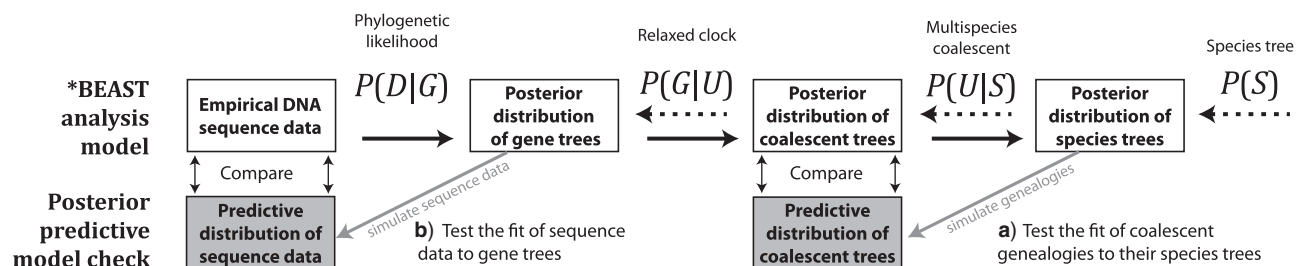 Phylogenetic
likelihood
Relaxed clock
Multispecies
coalescent
Species tree
*BEAST
analysis
model
Empirical DNA
sequence data
P(D|G)
Posterior
distribution
of gene trees
P(G|U)
Posterior
distribution of
coalescent trees
P(U|S)
Posterior
distribution of
species trees
P(S)
Compare
simulate sequence data
Compare
simulate genealogies
Posterior
predictive
model check
Predictive
distribution of
sequence data
b) Test the fit of sequence
data to gene trees
Predictive
distribution of
coalescent trees
a) Test the fit of coalescent
genealogies to their species trees